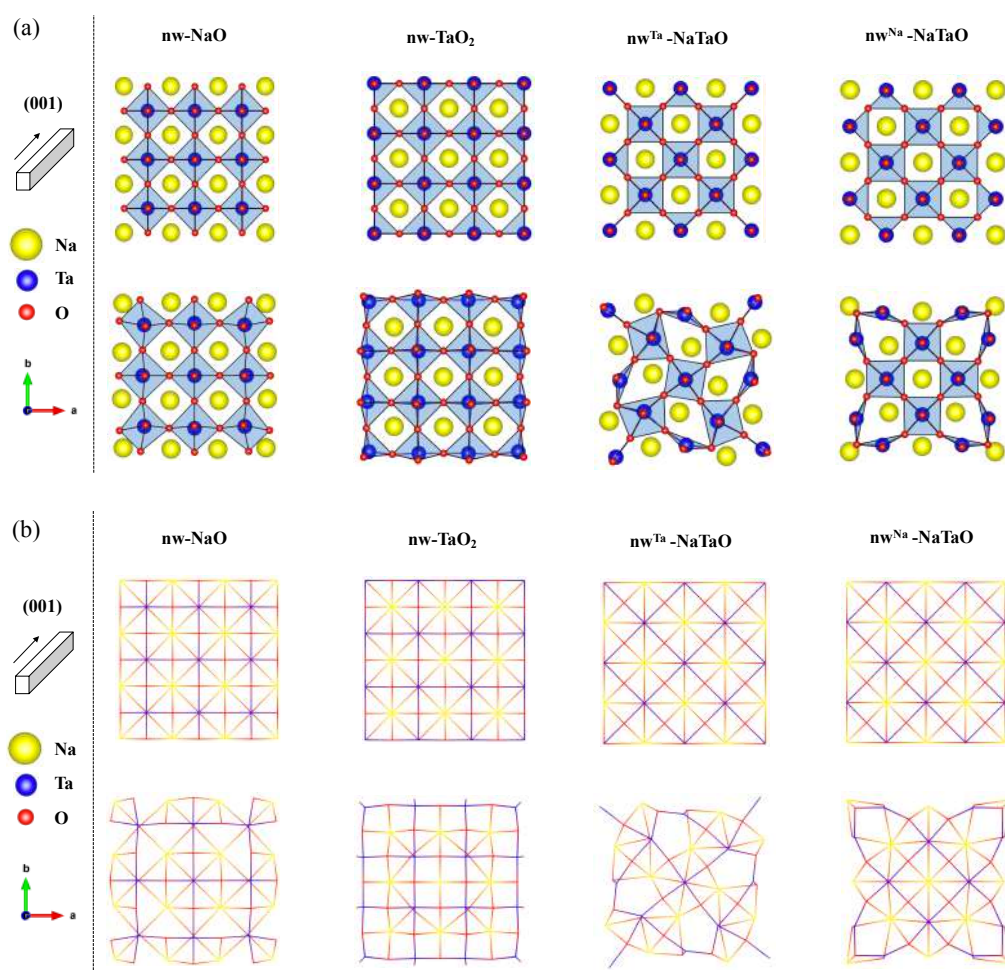 (a)
nw-NaO nw-TaO₂ nwᵀᵃ-NaTaO nwᴺᵃ-NaTaO
(001)
Na
Ta
O
b
a
(b)
nw-NaO nw-TaO₂ nwᵀᵃ-NaTaO nwᴺᵃ-NaTaO
(001)
Na
Ta
O
b
a